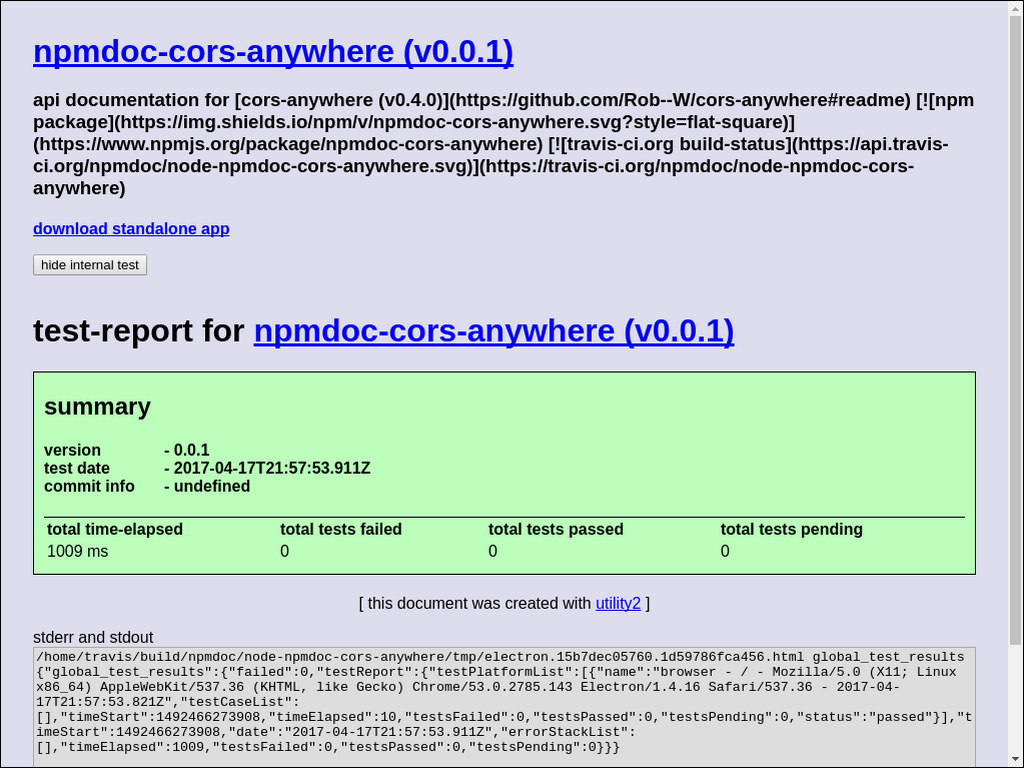 npmdoc-cors-anywhere (v0.0.1)
api documentation for [cors-anywhere (v0.4.0)](https://github.com/Rob--W/cors-anywhere#readme) [![npm
package](https://img.shields.io/npm/v/npmdoc-cors-anywhere.svg?style=flat-square)]
(https://www.npmjs.org/package/npmdoc-cors-anywhere) [![travis-ci.org build-status](https://api.travis-
ci.org/npmdoc/node-npmdoc-cors-anywhere.svg)](https://travis-ci.org/npmdoc/node-npmdoc-cors-
anywhere)
download standalone app
hide internal test
test-report for npmdoc-cors-anywhere (v0.0.1)
summary
version - 0.0.1
test date - 2017-04-17T21:57:53.911Z
commit info - undefined
total time-elapsed total tests failed total tests passed total tests pending
1009 ms 0 0 0
[ this document was created with utility2 ]
stderr and stdout
/home/travis/build/npmdoc/node-npmdoc-cors-anywhere/tmp/electron.15b7dec05760.1d59786fca456.html global_test_results
{"global_test_results":{"failed":0,"testReport":{"testPlatformList":[{"name":"browser - / - Mozilla/5.0 (X11; Linux
x86_64) AppleWebKit/537.36 (KHTML, like Gecko) Chrome/53.0.2785.143 Electron/1.4.16 Safari/537.36 - 2017-04-
17T21:57:53.821Z","testCaseList":
[],"timeStart":1492466273908,"timeElapsed":10,"testsFailed":0,"testsPassed":0,"testsPending":0,"status":"passed"}],"t
imeStart":1492466273908,"date":"2017-04-17T21:57:53.911Z","errorStackList":
[],"timeElapsed":1009,"testsFailed":0,"testsPassed":0,"testsPending":0}}}